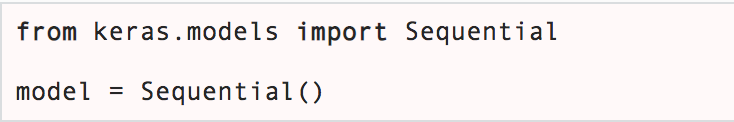 from keras.models import Sequential
model = Sequential()